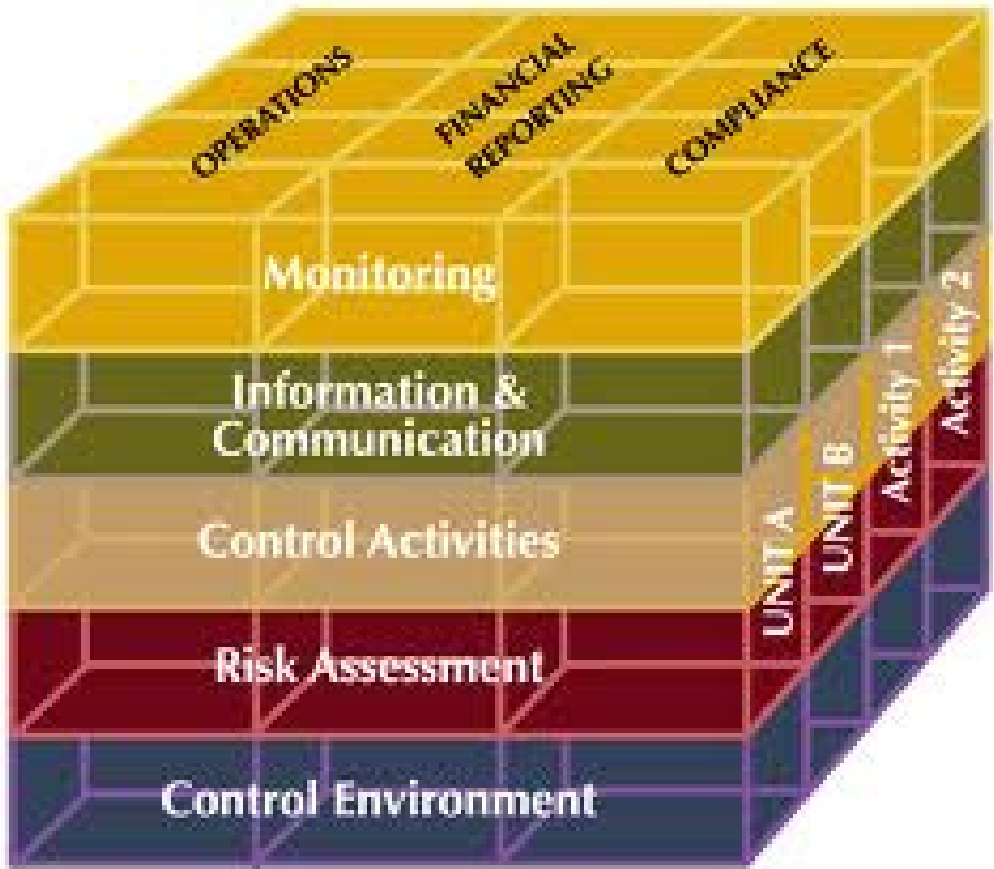 OPERATIONS
FINANCIAL
REPORTING
COMPLIANCE
Monitoring
Information &
Communication
Control Activities
Risk Assessment
Control Environment
UNIT A
UNIT B
Activity 1
Activity 2